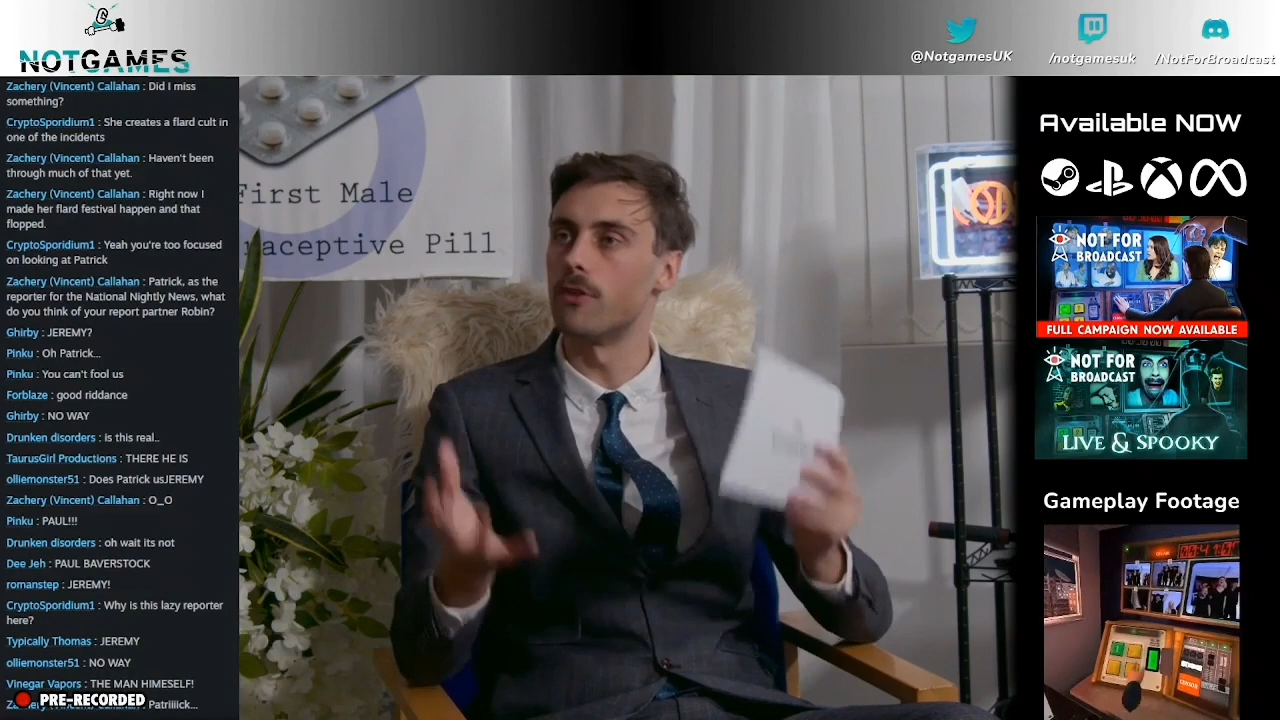 NOTGAMES
@NotgamesUK
/notgamesuk
/NotForBroadcast
Zachery (Vincent) Callahan : Did I miss
something?
CryptoSporidium1 : She creates a flard cult in
one of the incidents
Zachery (Vincent) Callahan : Haven't been
through much of that yet.
Zachery (Vincent) Callahan : Right now I
made her flard festival happen and that
flopped.
CryptoSporidium1 : Yeah you're too focused
on looking at Patrick
Zachery (Vincent) Callahan : Patrick, as the
reporter for the National Nightly News, what
do you think of your report partner Robin?
Ghirby : JEREMY?
Pinku : Oh Patrick...
Pinku : You can't fool us
Forblaze : good riddance
Ghirby : NO WAY
Drunken disorders : is this real..
TaurusGirl Productions : THERE HE IS
olliemonster51 : Does Patrick usJEREMY
Zachery (Vincent) Callahan : O_O
Pinku : PAUL!!!
Drunken disorders : oh wait its not
Dee Jeh : PAUL BAVERSTOCK
romanstep : JEREMY!
CryptoSporidium1 : Why is this lazy reporter
here?
Typically Thomas : JEREMY
olliemonster51 : NO WAY
Vinegar Vapors : THE MAN HIMESELF!
Callahan : Patriiiick...
PRE-RECORDED
First Male
raceptive Pill
Available NOW
NOT FOR
BROADCAST
FULL CAMPAIGN NOW AVAILABLE
NOT FOR
BROADCAST
LIVE & SPOOKY
Gameplay Footage